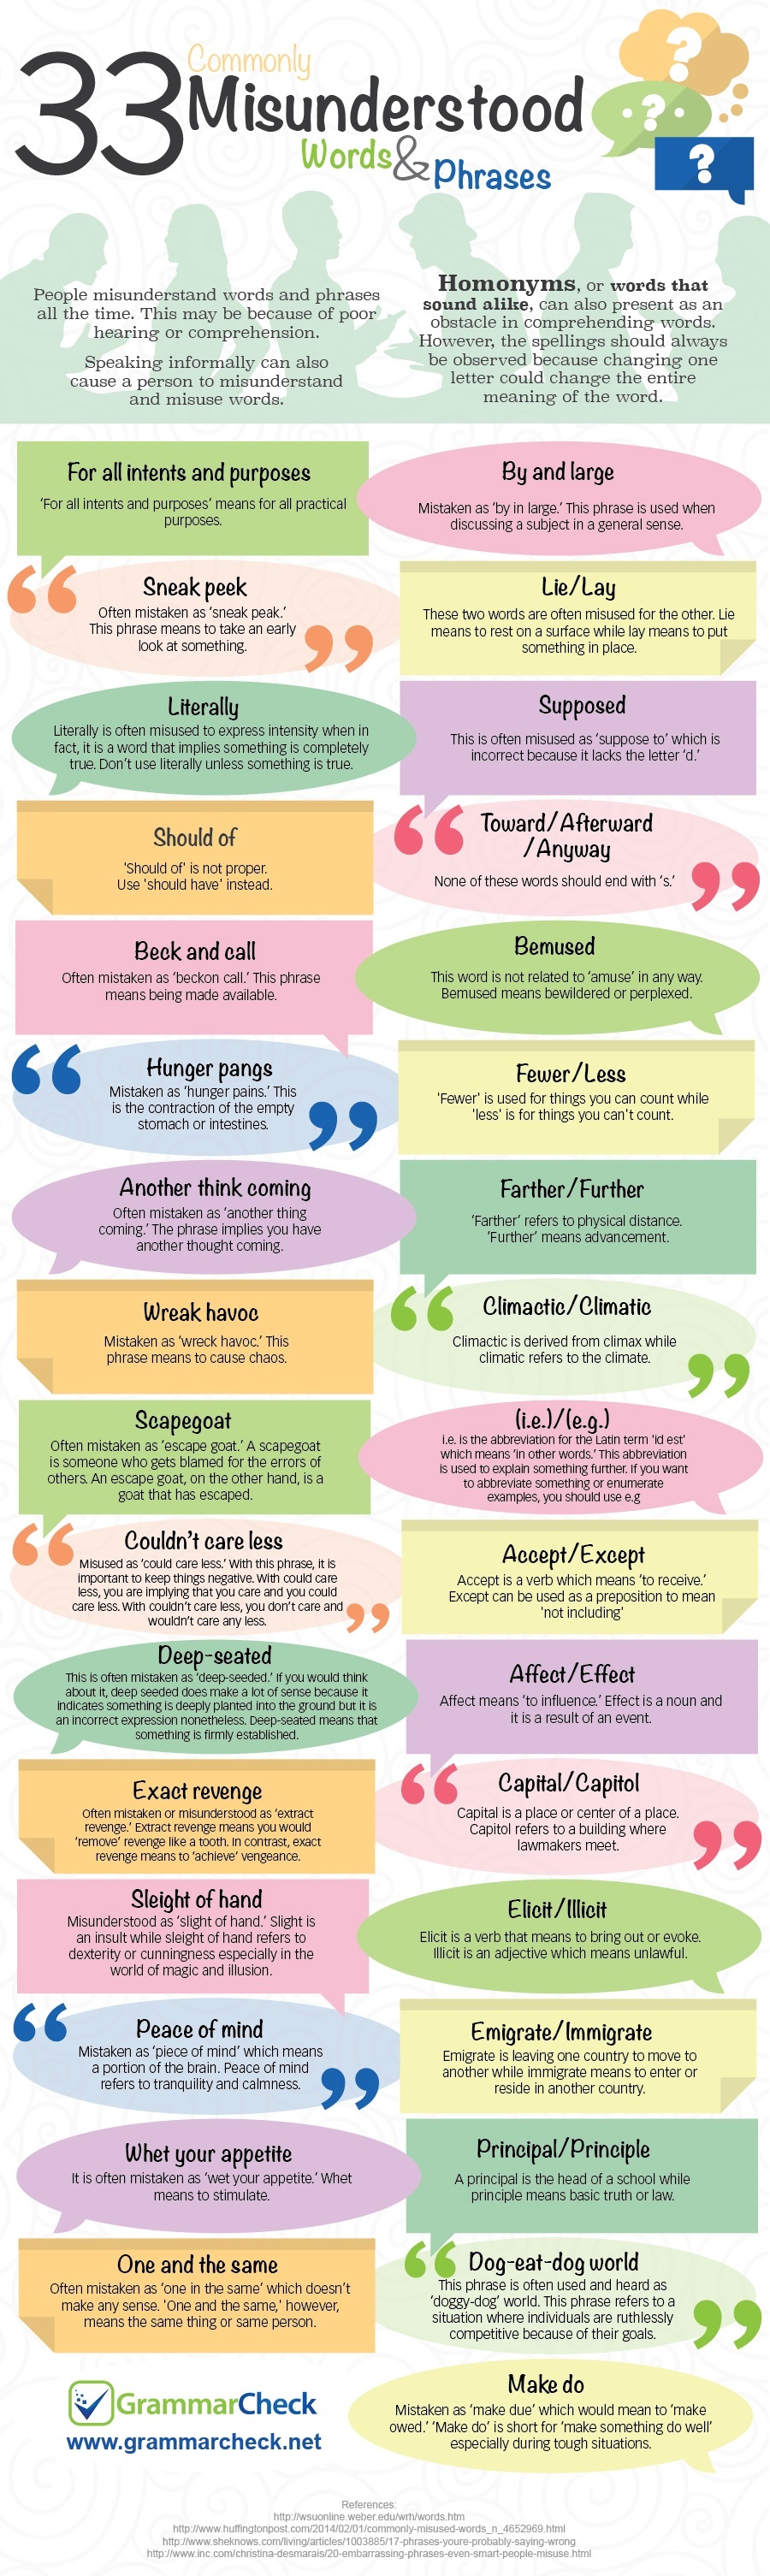 33
Commonly
Misunderstood
Words & Phrases
?
?
?
People misunderstand words and phrases
all the time. This may be because of poor
hearing or comprehension.
Speaking informally can also
cause a person to misunderstand
and misuse words.
Homonyms, or words that
sound alike, can also present as an
obstacle in comprehending words.
However, the spellings should always
be observed because changing one
letter could change the entire
meaning of the word.
For all intents and purposes
'For all intents and purposes' means for all practical
purposes.
By and large
Mistaken as 'by in large.' This phrase is used when
discussing a subject in a general sense.
Sneak peek
Often mistaken as 'sneak peak.'
This phrase means to take an early
look at something.
Lie/Lay
These two words are often misused for the other. Lie
means to rest on a surface while lay means to put
something in place.
Literally
Literally is often misused to express intensity when in
fact, it is a word that implies something is completely
true. Don't use literally unless something is true.
Supposed
This is often misused as 'suppose to' which is
incorrect because it lacks the letter 'd.'
Should of
'Should of' is not proper.
Use 'should have' instead.
Toward/Afterward
/Anyway
None of these words should end with 's.'
Beck and call
Often mistaken as 'beckon call.' This phrase
means being made available.
Bemused
This word is not related to 'amuse' in any way.
Bemused means bewildered or perplexed.
Hunger pangs
Mistaken as 'hunger pains.' This
is the contraction of the empty
stomach or intestines.
Fewer/Less
'Fewer' is used for things you can count while
'less' is for things you can't count.
Another think coming
Often mistaken as 'another thing
coming.' The phrase implies you have
another thought coming.
Farther/Further
'Farther' refers to physical distance.
'Further' means advancement.
Wreak havoc
Mistaken as 'wreck havoc.' This
phrase means to cause chaos.
Climactic/Climatic
Climactic is derived from climax while
climatic refers to the climate.
Scapegoat
Often mistaken as 'escape goat.' A scapegoat
is someone who gets blamed for the errors of
others. An escape goat, on the other hand, is a
goat that has escaped.
(i.e.)/(e.g.)
i.e. is the abbreviation for the Latin term 'id est'
which means 'in other words.' This abbreviation
is used to explain something further. If you want
to abbreviate something or enumerate
examples, you should use e.g
Couldn't care less
Misused as 'could care less.' With this phrase, it is
important to keep things negative. With could care
less, you are implying that you care and you could
care less. With couldn't care less, you don't care and
wouldn't care any less.
Accept/Except
Accept is a verb which means 'to receive.'
Except can be used as a preposition to mean
'not including'
Deep-seated
This is often mistaken as 'deep-seeded.' If you would think
about it, deep seeded does make a lot of sense because it
indicates something is deeply planted into the ground but it is
an incorrect expression nonetheless. Deep-seated means that
something is firmly established.
Affect/Effect
Affect means 'to influence.' Effect is a noun and
it is a result of an event.
Exact revenge
Often mistaken or misunderstood as 'extract
revenge.' Extract revenge means you would
'remove' revenge like a tooth. In contrast, exact
revenge means to 'achieve' vengeance.
Capital/Capitol
Capital is a place or center of a place.
Capitol refers to a building where
lawmakers meet.
Sleight of hand
Misunderstood as 'slight of hand.' Slight is
an insult while sleight of hand refers to
dexterity or cunningness especially in the
world of magic and illusion.
Elicit/Illicit
Elicit is a verb that means to bring out or evoke.
Illicit is an adjective which means unlawful.
Peace of mind
Mistaken as 'piece of mind' which means
a portion of the brain. Peace of mind
refers to tranquility and calmness.
Emigrate/Immigrate
Emigrate is leaving one country to move to
another while immigrate means to enter or
reside in another country.
Whet your appetite
It is often mistaken as 'wet your appetite.' Whet
means to stimulate.
Principal/Principle
A principal is the head of a school while
principle means basic truth or law.
One and the same
Often mistaken as 'one in the same' which doesn't
make any sense. 'One and the same,' however,
means the same thing or same person.
Dog-eat-dog world
This phrase is often used and heard as
'doggy-dog' world. This phrase refers to a
situation where individuals are ruthlessly
competitive because of their goals.
Make do
Mistaken as 'make due' which would mean to 'make
owed.' 'Make do' is short for 'make something do well'
especially during tough situations.
GrammarCheck
www.grammarcheck.net
References:
http://wsuonline.weber.edu/wrh/words.htm
http://www.huffingtonpost.com/2014/02/01/commonly-misused-words_n_4652969.html
http://www.sheknows.com/living/articles/1003885/17-phrases-youre-probably-saying-wrong
http://www.inc.com/christina-desmarais/20-embarrassing-phrases-even-smart-people-misuse.html